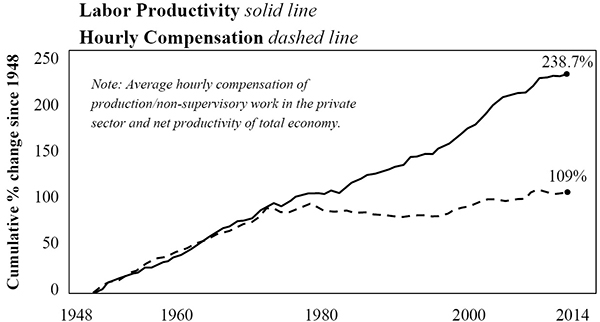 Labor Productivity solid line
Hourly Compensation dashed line
Cumulative % change since 1948
250
200
150
100
50
0
Note: Average hourly compensation of
production/non-supervisory work in the private
sector and net productivity of total economy.
238.7%
109%
1948 1960 1980 2000 2014